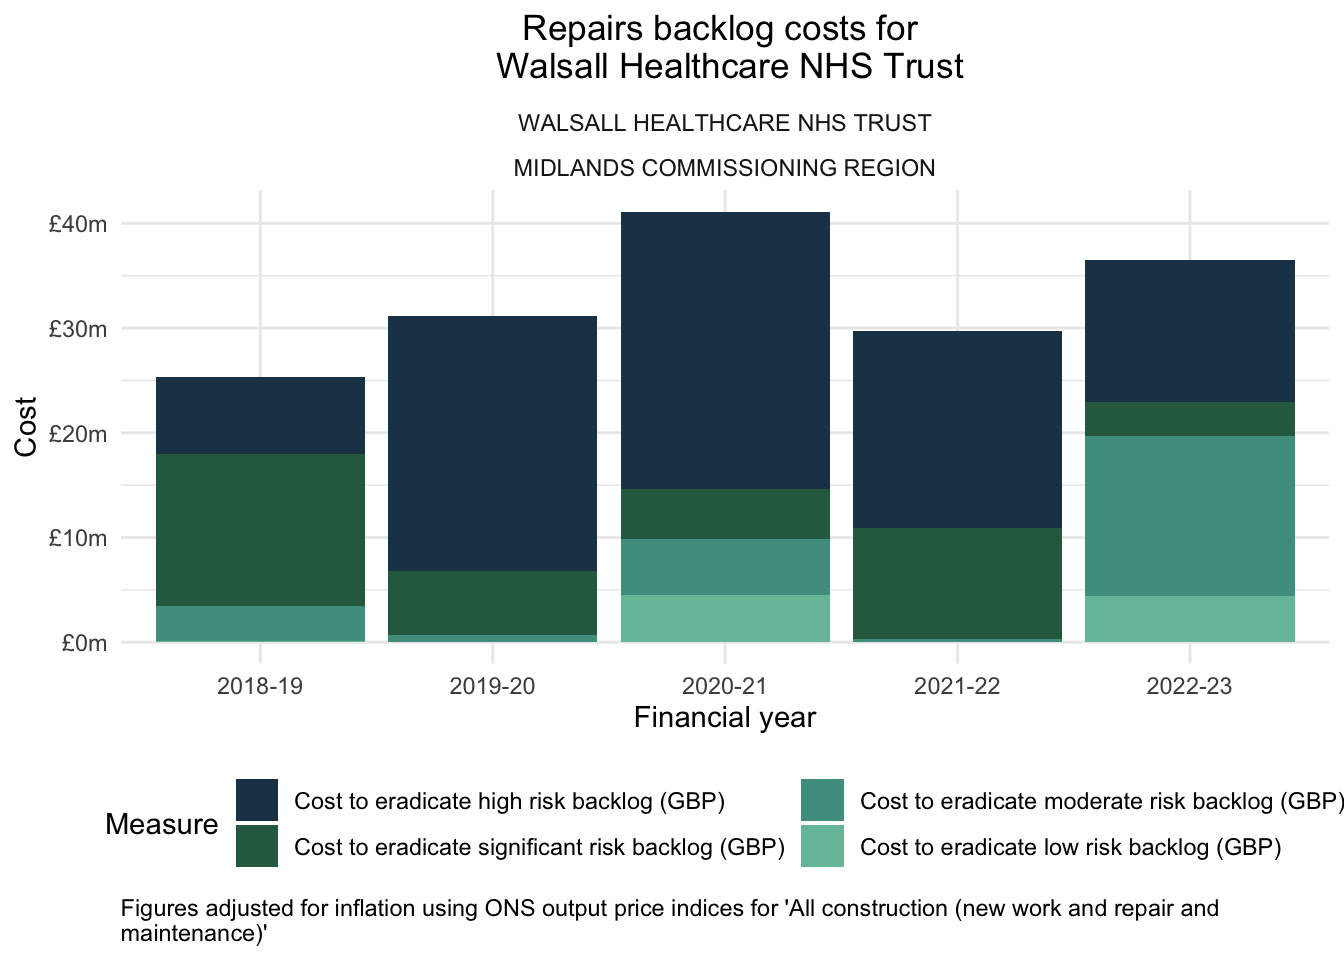 Repairs backlog costs for
Walsall Healthcare NHS Trust
WALSALL HEALTHCARE NHS TRUST
MIDLANDS COMMISSIONING REGION
£40m
£30m
£20m
£10m
£0m
Cost
2018-19 2019-20 2020-21 2021-22 2022-23
Financial year
Measure
Cost to eradicate high risk backlog (GBP)
Cost to eradicate significant risk backlog (GBP)
Cost to eradicate moderate risk backlog (GBP)
Cost to eradicate low risk backlog (GBP)
Figures adjusted for inflation using ONS output price indices for 'All construction (new work and repair and
maintenance)'